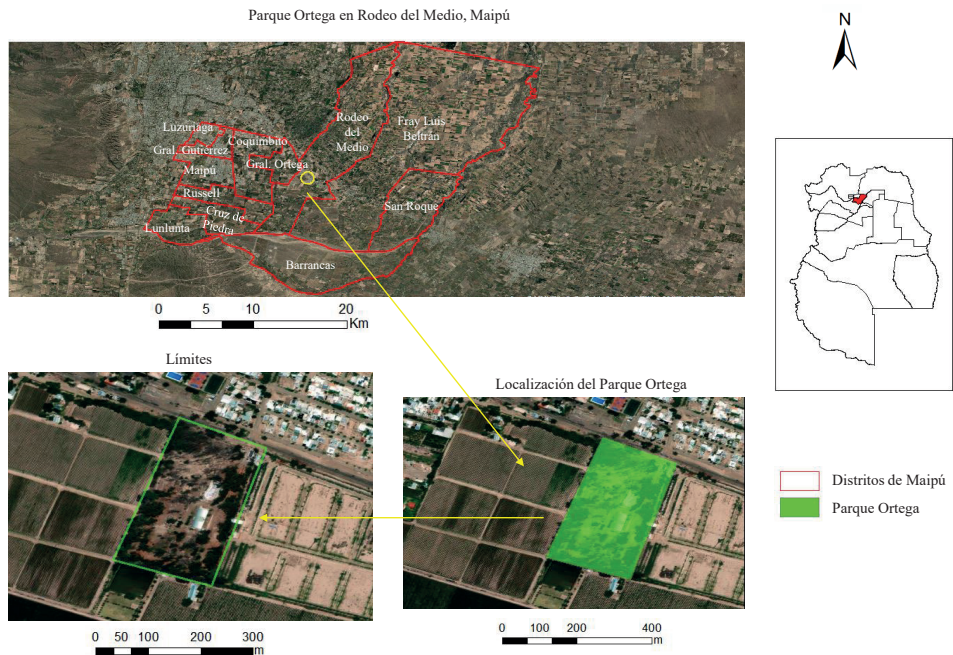 Parque Ortega en Rodeo del Medio, Maipú
N
Luzuriaga
Coquimbito
Gral. Gutiérrez
Gral. Ortega
Maipú
Russell
Cruz de
Piedra
Lunlunta
Rodeo
del
Medio
Fray Luis
Beltrán
San Roque
Barrancas
0 5 10 20
Km
Límites
0 50 100 200 300
m
Localización del Parque Ortega
0 100 200 400
m
Distritos de Maipú
Parque Ortega